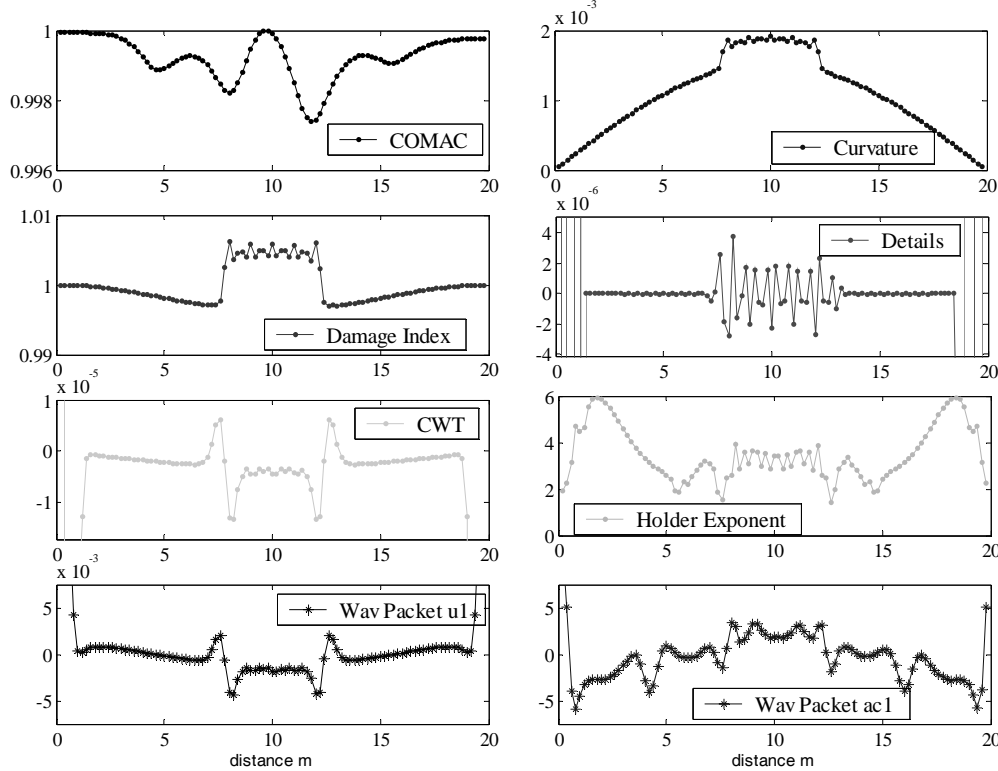 x 10 -3
1
0.998
0.996
COMAC
0 5 10 15 20
2
1
0
Curvature
0 5 10 15 20
x 10 -6
1.01
1
0.99
Damage Index
0 5 10 15 20
x 10 -5
4
2
0
-2
-4
Details
0 5 10 15 20
1
0
-1
CWT
0 5 10 15 20
x 10 -3
6
4
2
0
Holder Exponent
0 5 10 15 20
5
0
-5
Wav Packet u1
0 5 10 15 20
distance m
5
0
-5
Wav Packet ac1
0 5 10 15 20
distance m